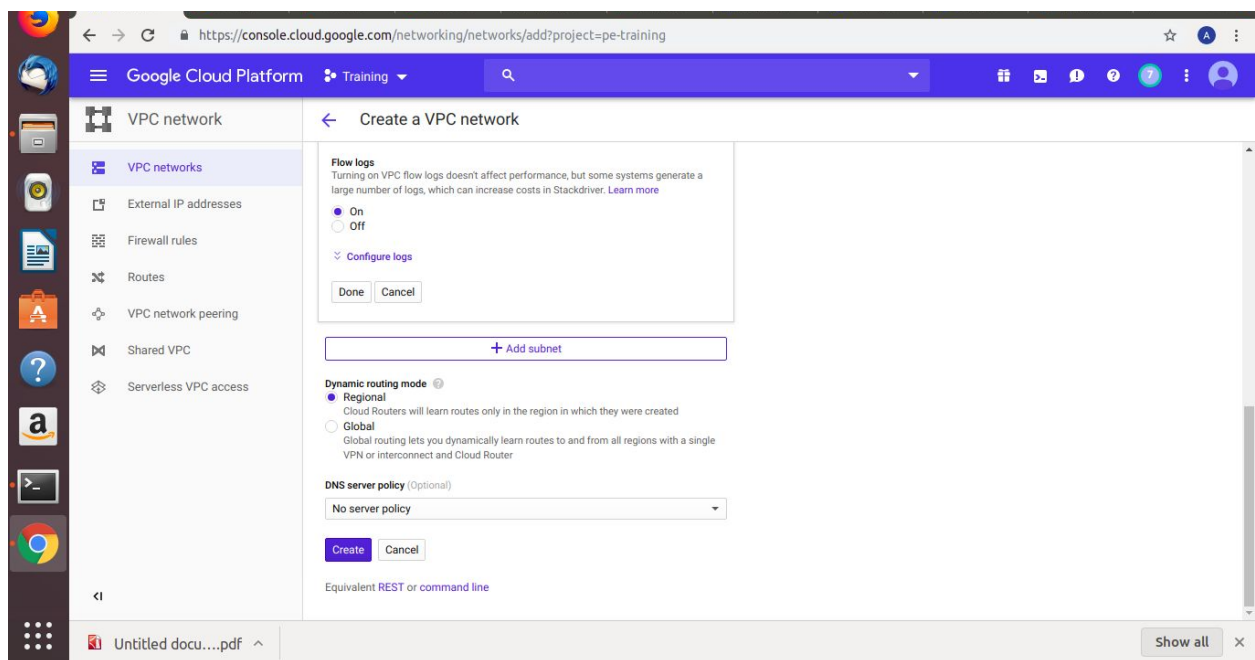 https://console.cloud.google.com/networking/networks/add?project=pe-training
A
Google Cloud Platform
Training
7
VPC network
Create a VPC network
VPC networks
External IP addresses
Firewall rules
Routes
VPC network peering
Shared VPC
Serverless VPC access
Flow logs
Turning on VPC flow logs doesn't affect performance, but some systems generate a
large number of logs, which can increase costs in Stackdriver. Learn more
On
Off
Configure logs
Done Cancel
+ Add subnet
Dynamic routing mode
Regional
Cloud Routers will learn routes only in the region in which they were created
Global
Global routing lets you dynamically learn routes to and from all regions with a single
VPN or interconnect and Cloud Router
DNS server policy (Optional)
No server policy
Create Cancel
Equivalent REST or command line
Untitled docu....pdf
Show all